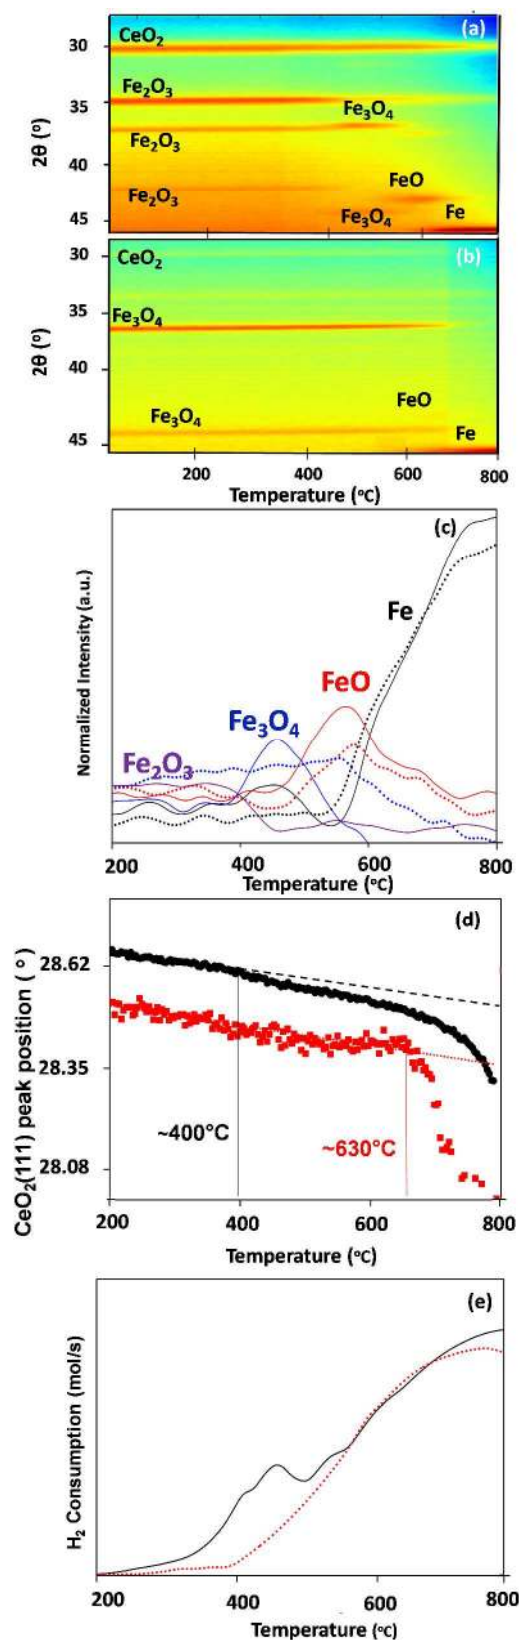 (a)
CeO2
30
Fe2O3
35
Fe3O4
Fe2O3
40
FeO
Fe2O3
Fe3O4
Fe
45
2θ (°)
(b)
CeO2
30
Fe3O4
35
40
FeO
Fe3O4
Fe
45
2θ (°)
200 400 600 800
Temperature (°C)
(c)
Fe
FeO
Fe3O4
Fe2O3
Normalized Intensity (a.u.)
200 400 600 800
Temperature (°C)
(d)
28.62
28.35
~400°C
~630°C
28.08
CeO2(111) peak position (°)
200 400 600 800
Temperature (°C)
(e)
H2 Consumption (mol/s)
200 400 600 800
Temperature (°C)